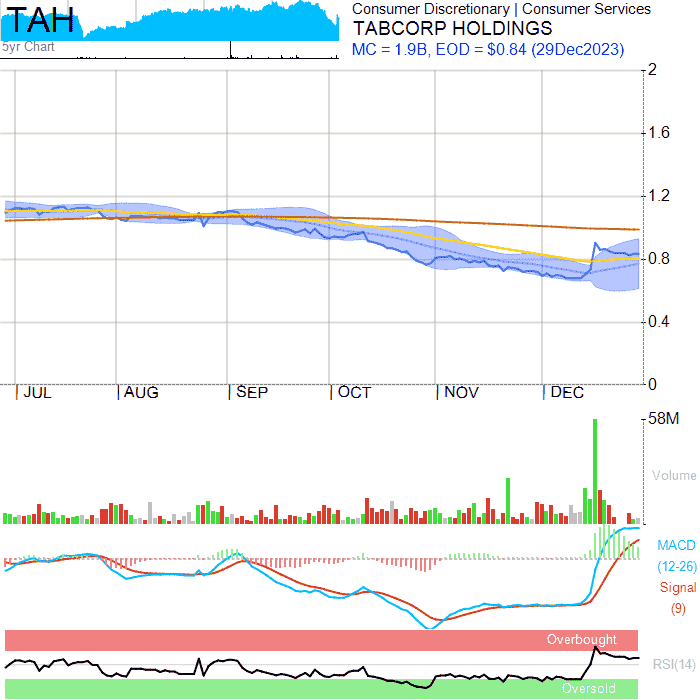 TAH
5yr Chart
Consumer Discretionary | Consumer Services
TABCORP HOLDINGS
MC = 1.9B, EOD = $0.84 (29Dec2023)
2
1.6
1.2
0.8
0.4
0
JUL AUG SEP OCT NOV DEC
58M
Volume
MACD
(12-26)
Signal
(9)
Overbought
RSI(14)
Oversold